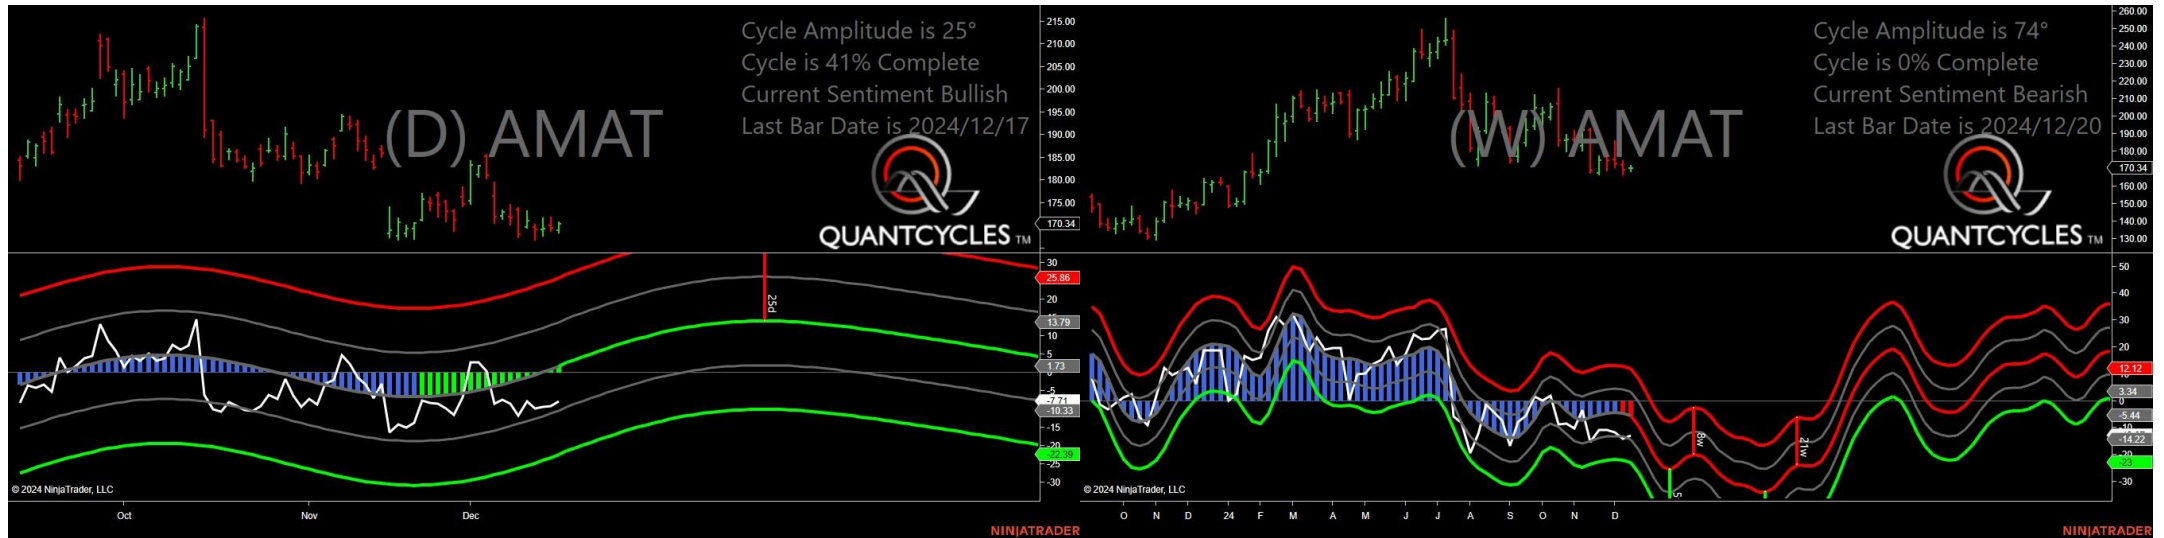 Cycle Amplitude is 25°
Cycle is 41% Complete
Current Sentiment Bullish
Last Bar Date is 2024/12/17
(D) AMAT
QUANTCYCLES TM
215.00
210.00
205.00
200.00
195.00
190.00
185.00
180.00
175.00
170.34
30
25.86
20
13.79
10
5
1.73
0
-5
-7.71
-10.33
-15
-20
-22.39
-25
-30
25d
© 2024 NinjaTrader, LLC
Oct Nov Dec
NINJATRADER
Cycle Amplitude is 74°
Cycle is 0% Complete
Current Sentiment Bearish
Last Bar Date is 2024/12/20
(W) AMAT
QUANTCYCLES TM
260.00
250.00
240.00
230.00
220.00
210.00
200.00
190.00
180.00
170.34
160.00
150.00
140.00
130.00
50
40
30
20
12.12
3.34
0
-5.44
-14.22
-23
-30
5
8w
21w
© 2024 NinjaTrader, LLC
O N D 24 F M A M J J A S O N D
NINJATRADER